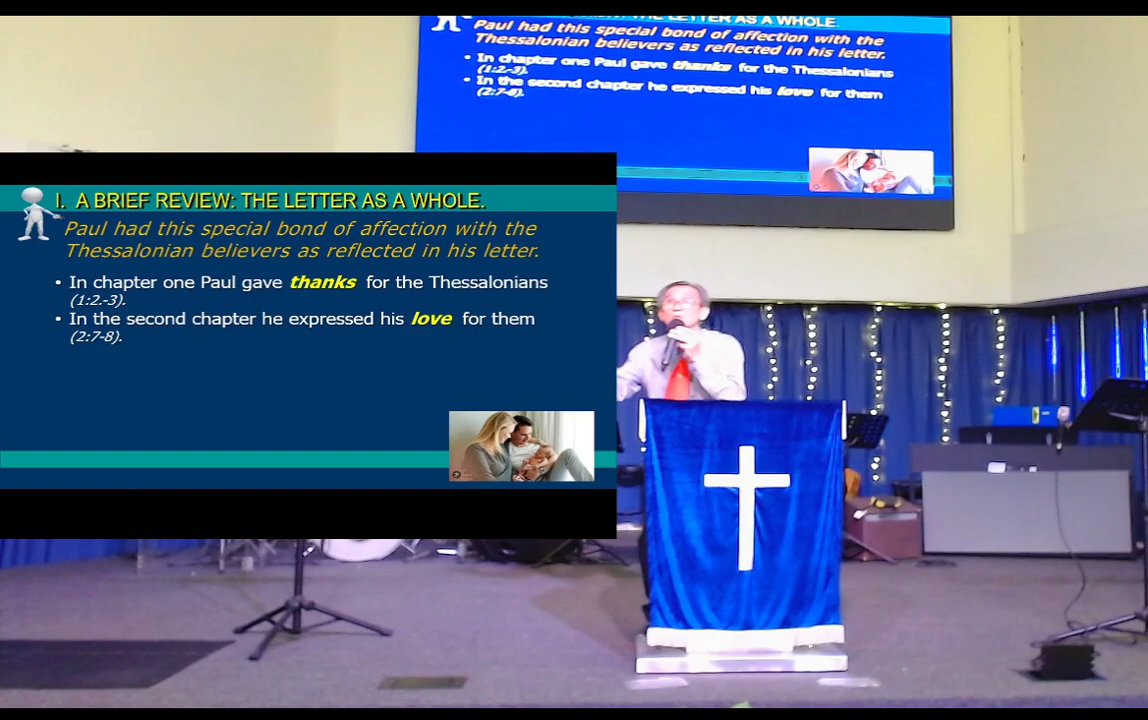 I. A BRIEF REVIEW: THE LETTER AS A WHOLE.
Paul had this special bond of affection with the
Thessalonian believers as reflected in his letter.
• In chapter one Paul gave thanks for the Thessalonians
(1:2.-3).
• In the second chapter he expressed his love for them
(2:7-8).
THE LETTER AS A WHOLE.
Paul had this special bond of affection with the
Thessalonian believers as reflected in his letter.
• In chapter one Paul gave thanks for the Thessalonians
(1:2.-3).
• In the second chapter he expressed his love for them
(2:7-8).